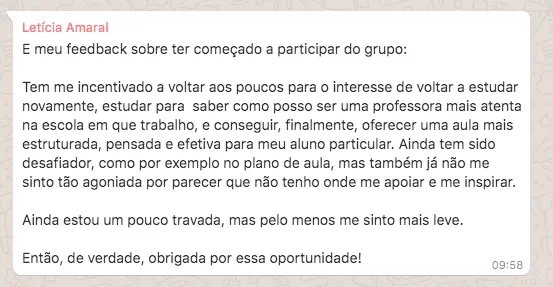 Letícia Amaral
E meu feedback sobre ter começado a participar do grupo:
Tem me incentivado a voltar aos poucos para o interesse de voltar a estudar
novamente, estudar para  saber como posso ser uma professora mais atenta
na escola em que trabalho, e conseguir, finalmente, oferecer uma aula mais
estruturada, pensada e efetiva para meu aluno particular. Ainda tem sido
desafiador, como por exemplo no plano de aula, mas também já não me
sinto tão agoniada por parecer que não tenho onde me apoiar e me inspirar.
Ainda estou um pouco travada, mas pelo menos me sinto mais leve.
Então, de verdade, obrigada por essa oportunidade!
09:58